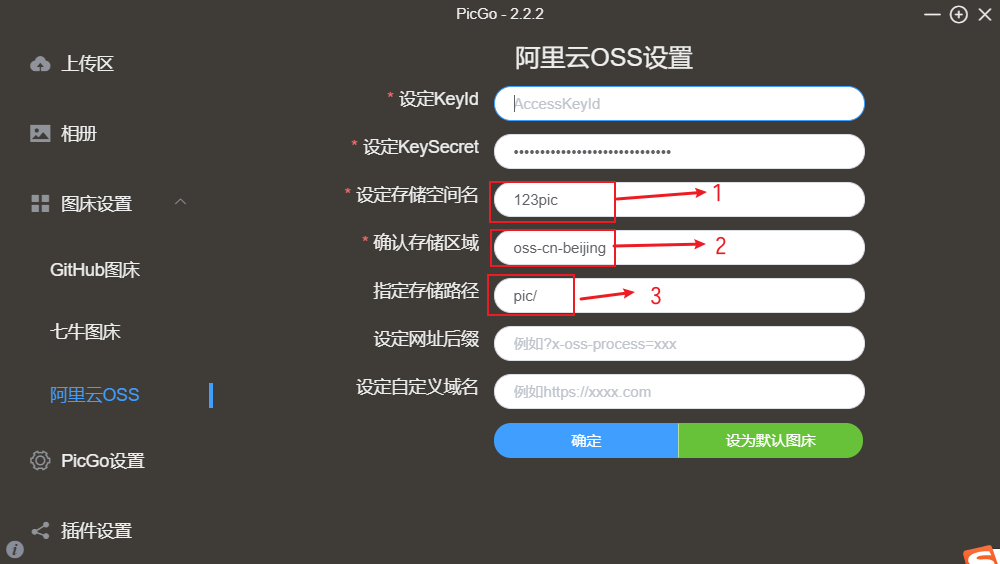 PicGo - 2.2.2
上传区
相册
图床设置
GitHub图床
七牛图床
阿里云OSS
PicGo设置
插件设置
阿里云OSS设置
* 设定KeyId
AccessKeyId
* 设定KeySecret
••••••••••••••••••••••••••••••
* 设定存储空间名
123pic
1
* 确认存储区域
oss-cn-beijing
2
指定存储路径
pic/
3
设定网址后缀
例如?x-oss-process=xxx
设定自定义域名
例如https://xxxx.com
确定
设为默认图床